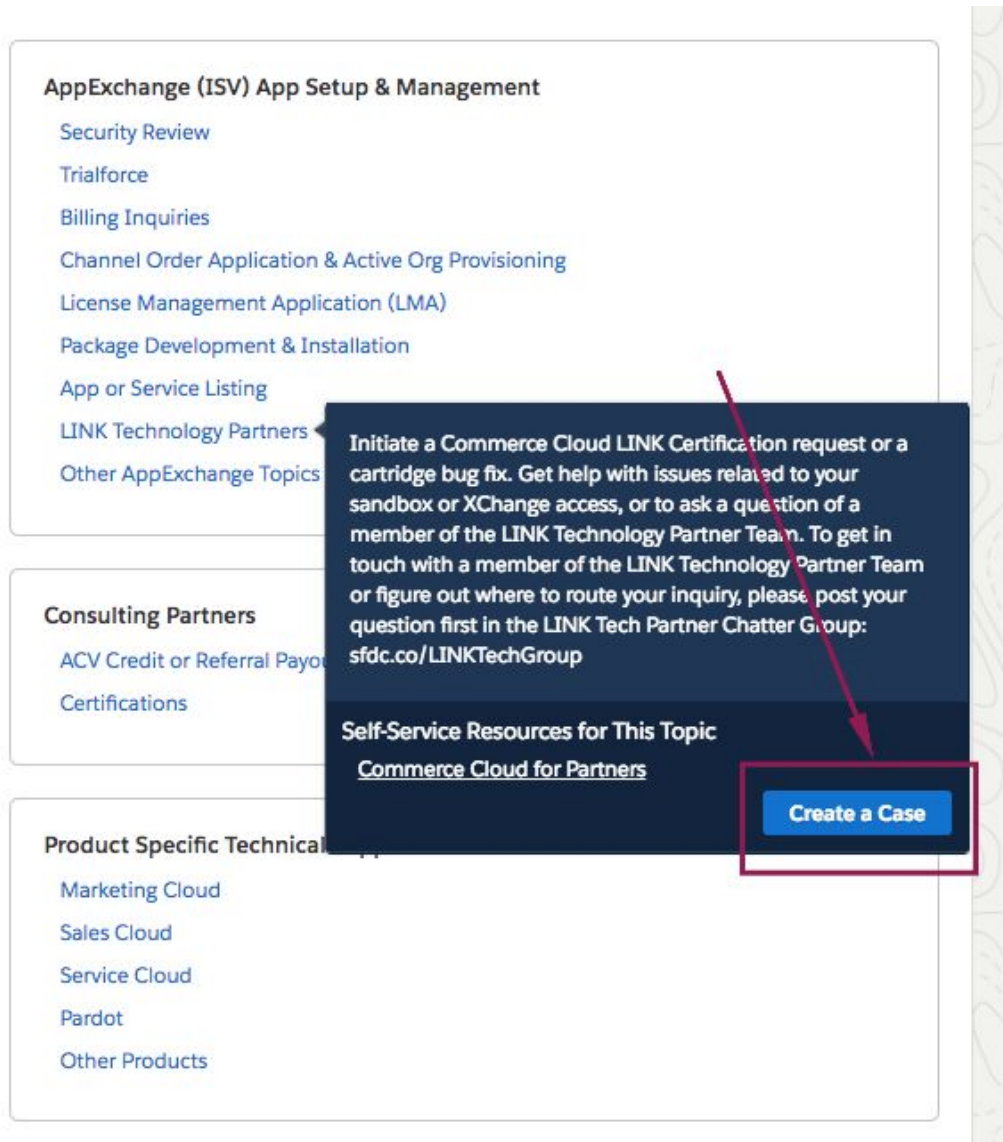 AppExchange (ISV) App Setup & Management
Security Review
Trialforce
Billing Inquiries
Channel Order Application & Active Org Provisioning
License Management Application (LMA)
Package Development & Installation
App or Service Listing
LINK Technology Partners
Other AppExchange Topics
Initiate a Commerce Cloud LINK Certification request or a
cartridge bug fix. Get help with issues related to your
sandbox or XChange access, or to ask a question of a
member of the LINK Technology Partner Team. To get in
touch with a member of the LINK Technology Partner Team
or figure out where to route your inquiry, please post your
question first in the LINK Tech Partner Chatter Group:
sfdc.co/LINKTechGroup
Self-Service Resources for This Topic
Commerce Cloud for Partners
Create a Case
Consulting Partners
ACV Credit or Referral
Certifications
Product Specific Technical
Marketing Cloud
Sales Cloud
Service Cloud
Pardot
Other Products